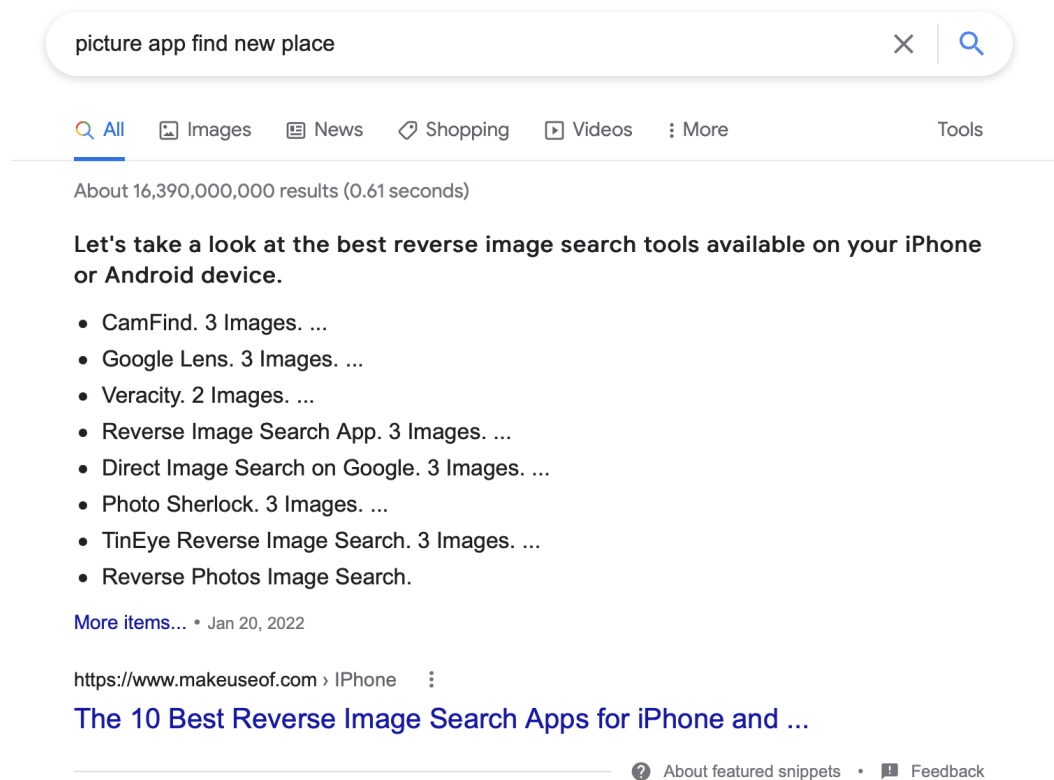 picture app find new place
All Images News Shopping Videos More Tools
About 16,390,000,000 results (0.61 seconds)
Let's take a look at the best reverse image search tools available on your iPhone
or Android device.
• CamFind. 3 Images. ...
• Google Lens. 3 Images. ...
• Veracity. 2 Images. ...
• Reverse Image Search App. 3 Images. ...
• Direct Image Search on Google. 3 Images. ...
• Photo Sherlock. 3 Images. ...
• TinEye Reverse Image Search. 3 Images. ...
• Reverse Photos Image Search.
More items... • Jan 20, 2022
https://www.makeuseof.com › IPhone
The 10 Best Reverse Image Search Apps for iPhone and ...
About featured snippets • Feedback